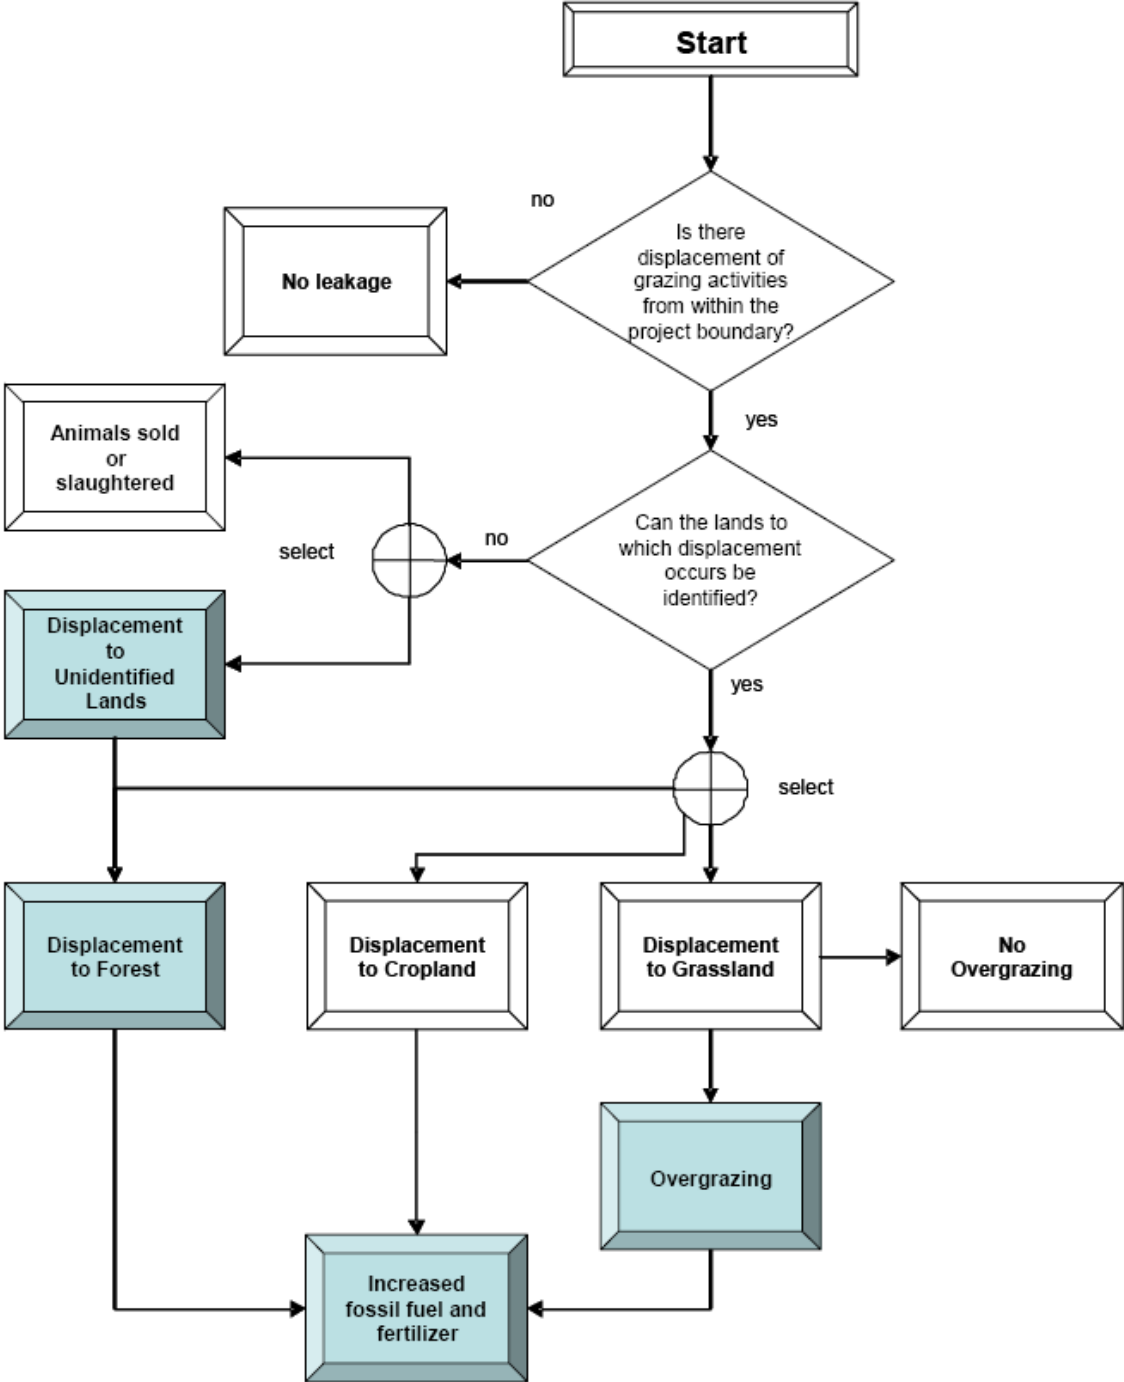 Start
no
Is there
displacement of
grazing activities
from within the
project boundary?
No leakage
yes
Animals sold
or
slaughtered
Can the lands to
which displacement
occurs be
identified?
no
select
Displacement
to
Unidentified
Lands
yes
select
Displacement
to Forest
Displacement
to Cropland
Displacement
to Grassland
No
Overgrazing
Overgrazing
Increased
fossil fuel and
fertilizer